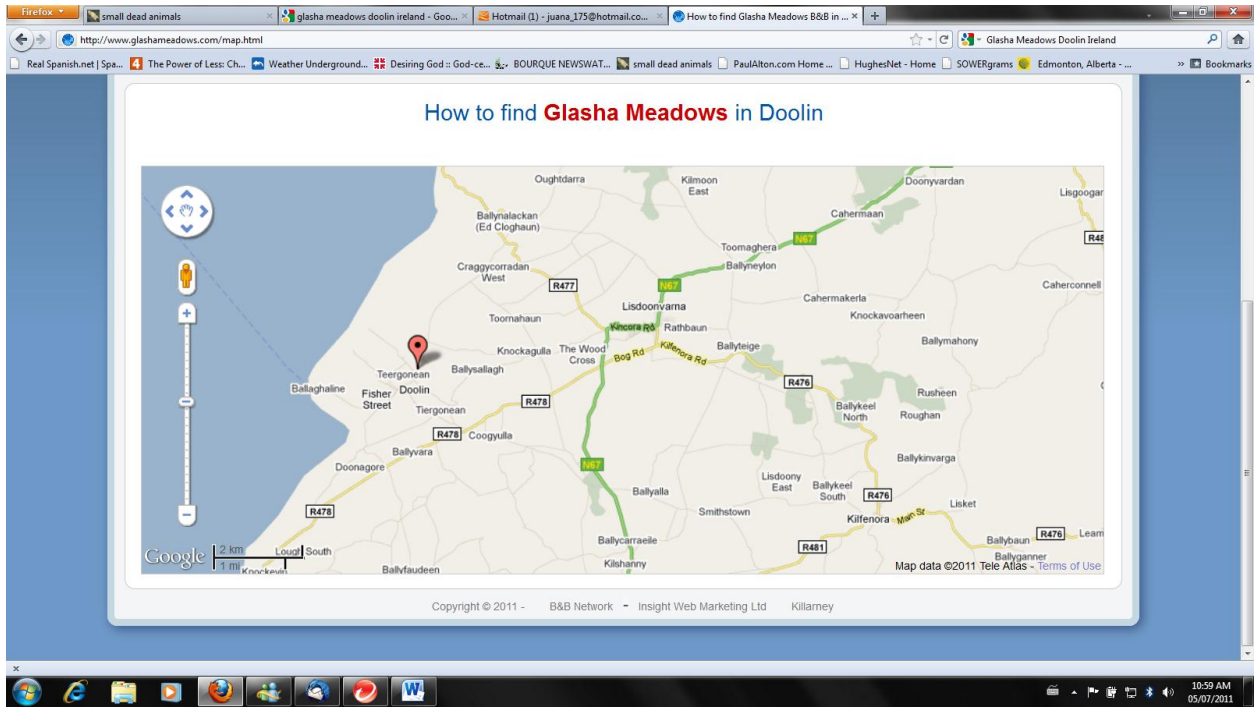 Firefox
small dead animals
glasha meadows doolin ireland - Goo...
Hotmail (1) - juana_175@hotmail.co...
How to find Glasha Meadows B&B in ...
http://www.glashameadows.com/map.html
Glasha Meadows Doolin Ireland
Real Spanish.net | Spa...
The Power of Less: Ch...
Weather Underground...
Desiring God :: God-ce...
BOURQUE NEWSWAT...
small dead animals
PaulAlton.com Home ...
HughesNet - Home
SOWERgrams
Edmonton, Alberta - ...
Bookmarks
How to find Glasha Meadows in Doolin
Oughtdarra
Kilmoon
East
Doonyvardan
Lisgoogar
Ballynalackan
(Ed Cloghaun)
Cahermaan
Toomaghera
N67
R48
Craggycorradan
West
Ballyneylon
R477
N67
Caherconnell
Lisdoonvarna
Cahermakerla
Knockavoarheen
Toornahaun
Kincora Rd
Rathbaun
Knockagulla
The Wood
Cross
Bog Rd
Kilfenora Rd
Ballyteige
Ballymahony
Teergonean
Ballysallagh
Ballaghaline
Fisher
Street
Doolin
R476
Rusheen
Tiergonean
R478
Ballykeel
North
Roughan
R478
Coogyulla
Ballyvara
Ballykinvarga
Doonagore
N67
Lisdoony
East
Ballykeel
South
R476
Ballyalla
Lisket
R478
Smithstown
Kilfenora
Main St
Ballycarraeile
R481
Ballybaun
R476
Leam
Google
2 km
1 mi
Lough South
Knockevin
Ballyfaudeen
Kilshanny
Ballyganner
Map data ©2011 Tele Atlas - Terms of Use
Copyright © 2011 - B&B Network - Insight Web Marketing Ltd Killarney
10:59 AM
05/07/2011